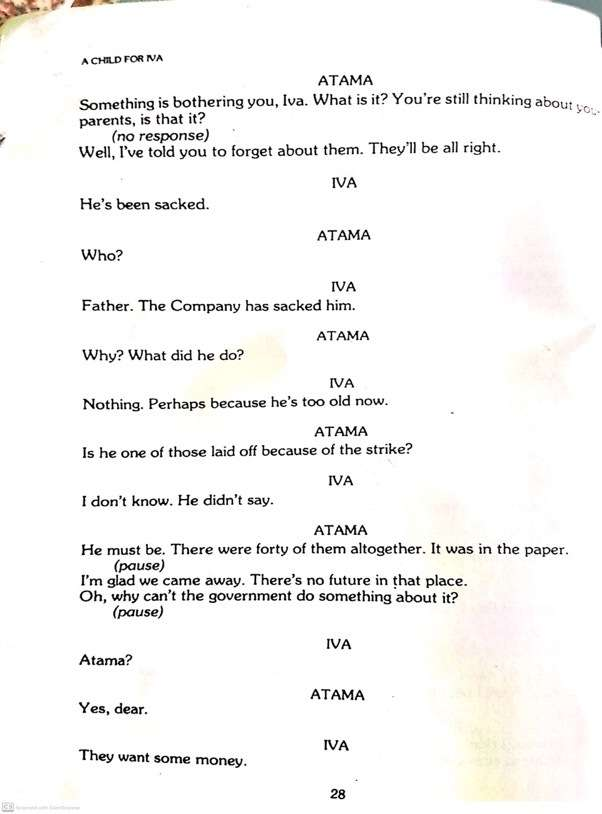 A CHILD FOR IVA
ATAMA
Something is bothering you, Iva. What is it? You're still thinking about your
parents, is that it?
(no response)
Well, I've told you to forget about them. They'll be all right.
IVA
He's been sacked.
ATAMA
Who?
IVA
Father. The Company has sacked him.
ATAMA
Why? What did he do?
IVA
Nothing. Perhaps because he's too old now.
ATAMA
Is he one of those laid off because of the strike?
IVA
I don't know. He didn't say.
ATAMA
He must be. There were forty of them altogether. It was in the paper.
(pause)
I'm glad we came away. There's no future in that place.
Oh, why can't the government do something about it?
(pause)
IVA
Atama?
ATAMA
Yes, dear.
IVA
They want some money.
28
CS Scanned with CamScanner